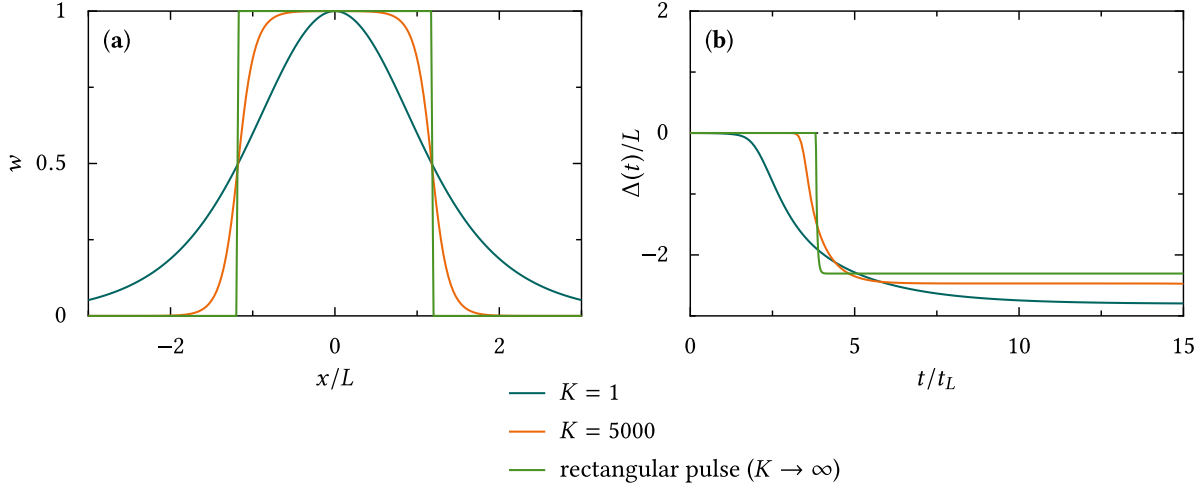 (a)
1
0.5
0
w
−2
0
2
x/L
(b)
2
0
−2
Δ(t)/L
0
5
10
15
t/t_L
K = 1
K = 5000
rectangular pulse (K → ∞)